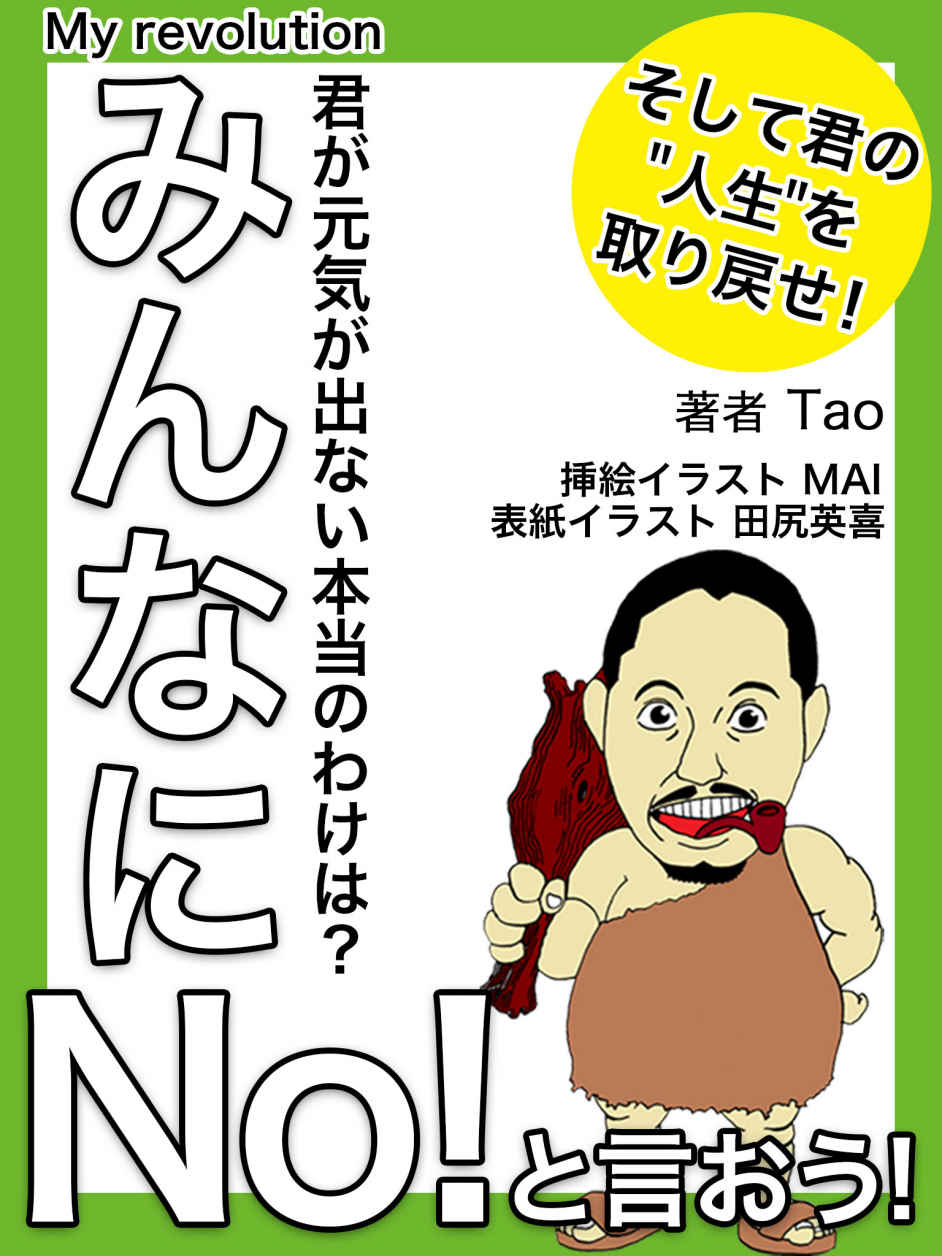 My revolution
みんなに
No!と言おう!
君が元気が出ない本当のわけは?
そして君の
"人生"を
取り戻せ!
著者 Tao
挿絵イラスト MAI
表紙イラスト 田尻英喜